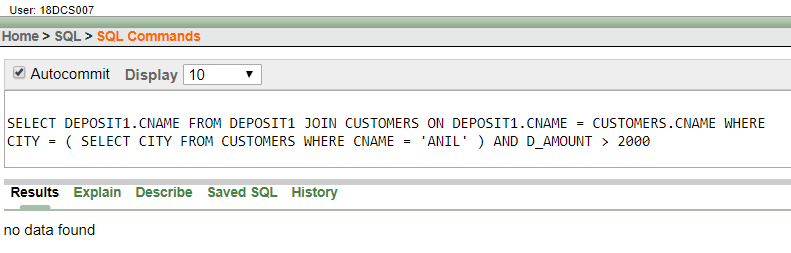 User: 18DCS007
Home > SQL > SQL Commands
Autocommit Display 10
SELECT DEPOSIT1.CNAME FROM DEPOSIT1 JOIN CUSTOMERS ON DEPOSIT1.CNAME = CUSTOMERS.CNAME WHERE
CITY = ( SELECT CITY FROM CUSTOMERS WHERE CNAME = 'ANIL' ) AND D_AMOUNT > 2000
Results Explain Describe Saved SQL History
no data found